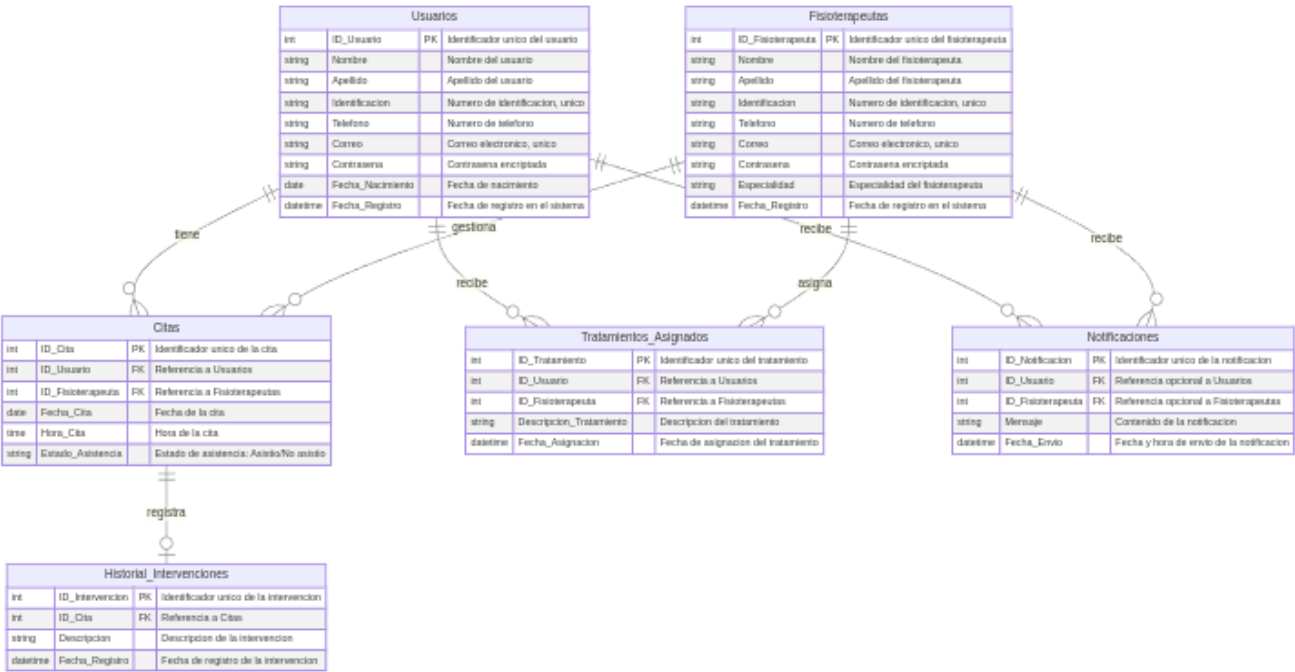 Usuarios
int ID_Usuario PK Identificador unico del usuario
string Nombre Nombre del usuario
string Apellido Apellido del usuario
string Identificacion Numero de identificacion, unico
string Telefono Numero de telefono
string Correo Correo electronico, unico
string Contrasena Contrasena encriptada
date Fecha_Nacimiento Fecha de nacimiento
datetime Fecha_Registro Fecha de registro en el sistema
Fisioterapeutas
int ID_Fisioterapeuta PK Identificador unico del fisioterapeuta
string Nombre Nombre del fisioterapeuta
string Apellido Apellido del fisioterapeuta
string Identificacion Numero de identificacion, unico
string Telefono Numero de telefono
string Correo Correo electronico, unico
string Contrasena Contrasena encriptada
string Especialidad Especialidad del fisioterapeuta
datetime Fecha_Registro Fecha de registro en el sistema
tiene
gestiona
recibe
recibe
recibe
asigna
Citas
int ID_Cita PK Identificador unico de la cita
int ID_Usuario FK Referencia a Usuarios
int ID_Fisioterapeuta FK Referencia a Fisioterapeutas
date Fecha_Cita Fecha de la cita
time Hora_Cita Hora de la cita
string Estado_Asistencia Estado de asistencia: Asistio/No asistio
Tratamientos_Asignados
int ID_Tratamiento PK Identificador unico del tratamiento
int ID_Usuario FK Referencia a Usuarios
int ID_Fisioterapeuta FK Referencia a Fisioterapeutas
string Descripcion_Tratamiento Descripcion del tratamiento
datetime Fecha_Asignacion Fecha de asignacion del tratamiento
Notificaciones
int ID_Notificacion PK Identificador unico de la notificacion
int ID_Usuario FK Referencia opcional a Usuarios
int ID_Fisioterapeuta FK Referencia opcional a Fisioterapeutas
string Mensaje Contenido de la notificacion
datetime Fecha_Envio Fecha y hora de envio de la notificacion
registra
Historial_Intervenciones
int ID_Intervencion PK Identificador unico de la intervencion
int ID_Cita FK Referencia a Citas
string Descripcion Descripcion de la intervencion
datetime Fecha_Registro Fecha de registro de la intervencion